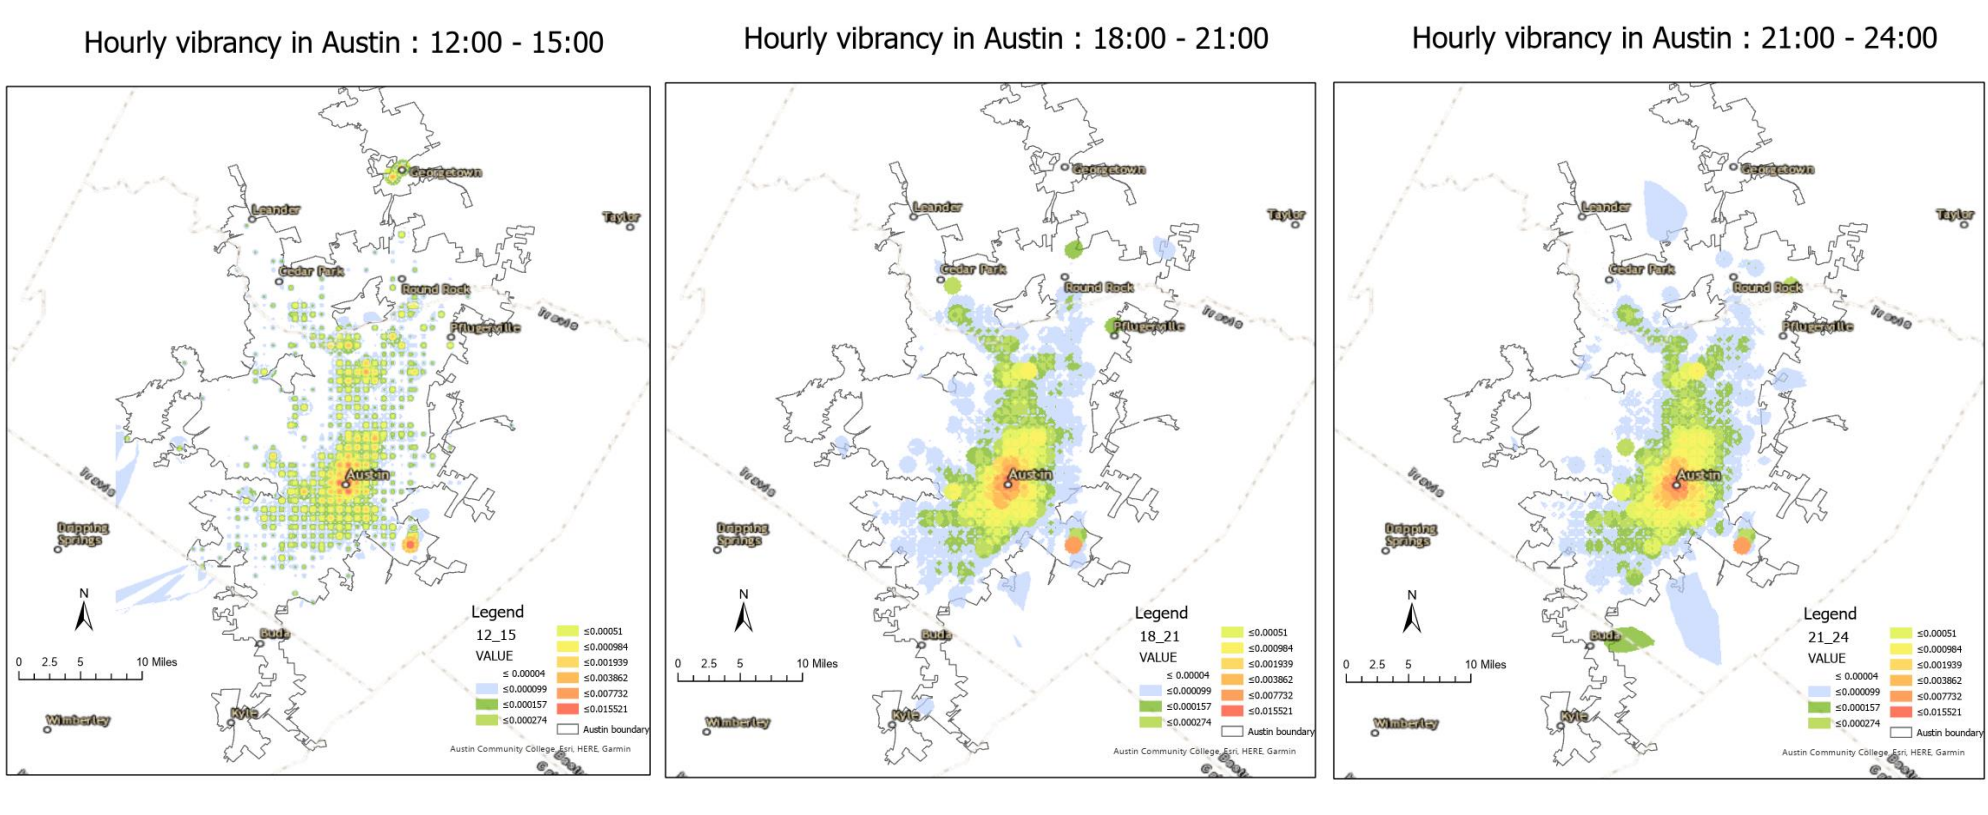 Hourly vibrancy in Austin : 12:00 - 15:00
Georgetown
Leander
Taylor
Cedar Park
Round Rock
Travis
Pflugerville
Austin
Travis
Dripping
Springs
N
Buda
0 2.5 5 10 Miles
Wimberley
Kyle
Legend
12_15
VALUE
≤ 0.00004
≤0.000099
≤0.000157
≤0.000274
≤0.00051
≤0.000984
≤0.001939
≤0.003862
≤0.007732
≤0.015521
Austin boundary
Austin Community College, Esri, HERE, Garmin
Hourly vibrancy in Austin : 18:00 - 21:00
Georgetown
Leander
Taylor
Cedar Park
Round Rock
Travis
Pflugerville
Austin
Travis
Dripping
Springs
N
Buda
0 2.5 5 10 Miles
Wimberley
Kyle
Legend
18_21
VALUE
≤ 0.00004
≤0.000099
≤0.000157
≤0.000274
≤0.00051
≤0.000984
≤0.001939
≤0.003862
≤0.007732
≤0.015521
Austin boundary
Austin Community College, Esri, HERE, Garmin
Hourly vibrancy in Austin : 21:00 - 24:00
Georgetown
Leander
Taylor
Cedar Park
Round Rock
Travis
Pflugerville
Austin
Travis
Dripping
Springs
N
Buda
0 2.5 5 10 Miles
Wimberley
Kyle
Legend
21_24
VALUE
≤ 0.00004
≤0.000099
≤0.000157
≤0.000274
≤0.00051
≤0.000984
≤0.001939
≤0.003862
≤0.007732
≤0.015521
Austin boundary
Austin Community College, Esri, HERE, Garmin